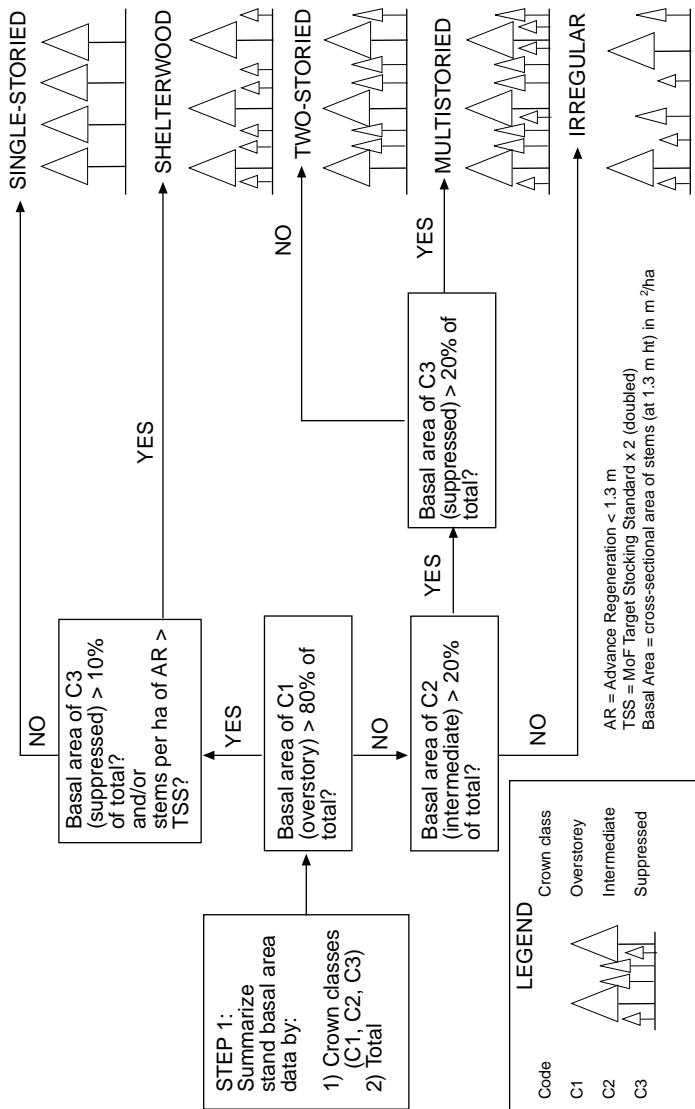 STEP 1:
Summarize
stand basal area
data by:
1) Crown classes
(C1, C2, C3)
2) Total
Basal area of C1
(overstory) > 80% of
total?
YES
NO
Basal area of C3
(suppressed) > 10%
of total?
and/or
stems per ha of AR >
TSS?
NO
YES
Basal area of C2
(intermediate) > 20%
of total?
YES
NO
Basal area of C3
(suppressed) > 20% of
total?
NO
YES
SINGLE-STORIED
SHELTERWOOD
TWO-STORIED
MULTISTORIED
IRREGULAR
LEGEND
Code
Crown class
C1
Overstorey
C2
Intermediate
C3
Suppressed
AR = Advance Regeneration < 1.3 m
TSS = MoF Target Stocking Standard x 2 (doubled)
Basal Area = cross-sectional area of stems (at 1.3 m ht) in m²/ha